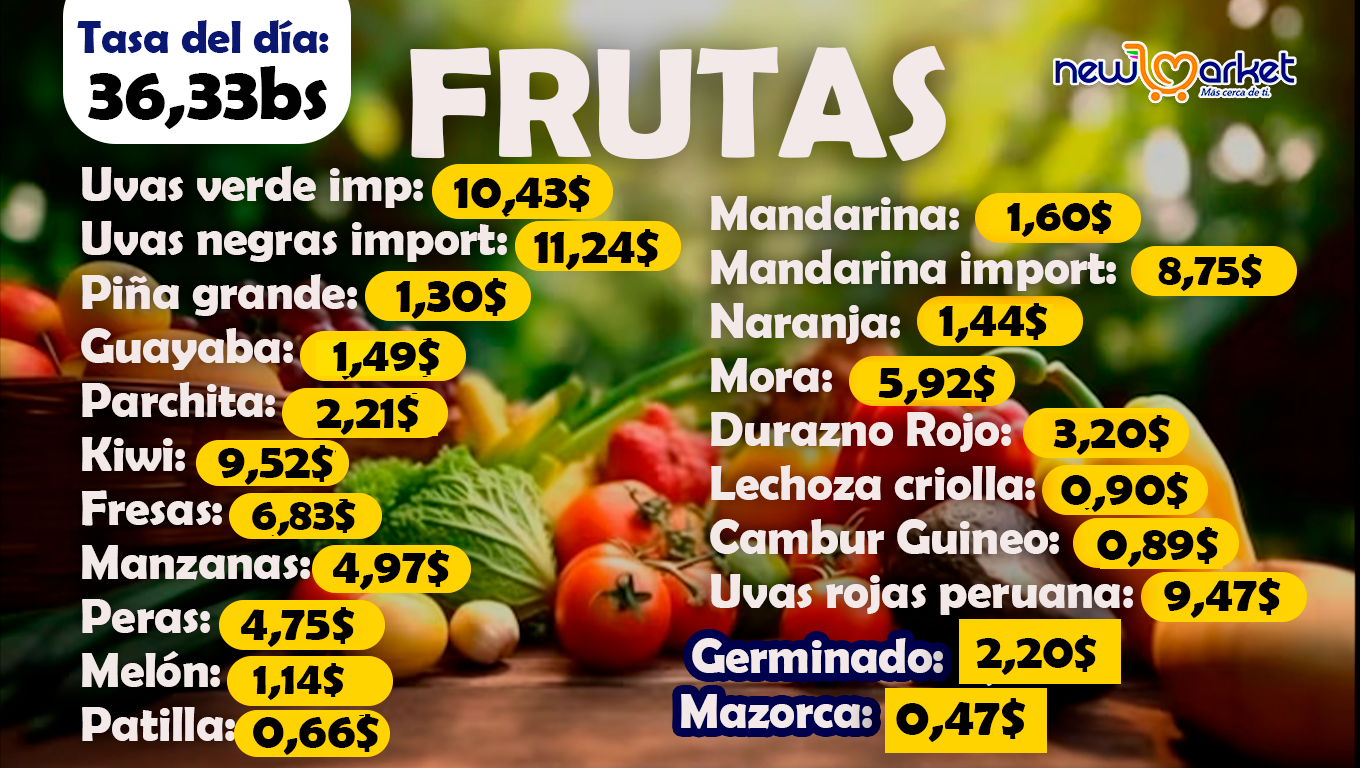 Tasa del día:
36,33bs
FRUTAS
new market
Más cerca de ti.
Uvas verde imp: 10,43$
Uvas negras import: 11,24$
Piña grande: 1,30$
Guayaba: 1,49$
Parchita: 2,21$
Kiwi: 9,52$
Fresas: 6,83$
Manzanas: 4,97$
Peras: 4,75$
Melón: 1,14$
Patilla: 0,66$
Mandarina: 1,60$
Mandarina import: 8,75$
Naranja: 1,44$
Mora: 5,92$
Durazno Rojo: 3,20$
Lechoza criolla: 0,90$
Cambur Guineo: 0,89$
Uvas rojas peruana: 9,47$
Germinado: 2,20$
Mazorca: 0,47$